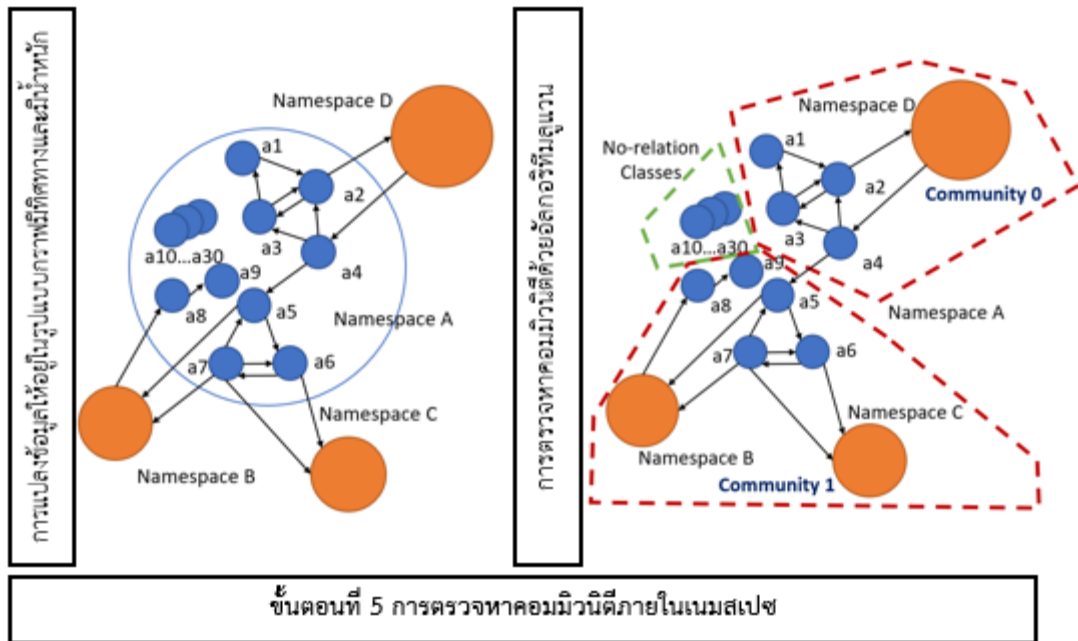 การแปลงข้อมูลให้อยู่ในรูปแบบกราฟมีทิศทางและมีน้ำหนัก
Namespace D
a1
a2
a3
a4
a10...a30
a9
a8
a5
Namespace A
a7
a6
Namespace C
Namespace B
การตรวจหาคอมมิวนิตี้ด้วยอัลกอริทึมลูแวน
Namespace D
No-relation
Classes
a1
a2
Community 0
a3
a4
a10...a30
a9
a8
a5
Namespace A
a7
a6
Namespace C
Namespace B
Community 1
ขั้นตอนที่ 5 การตรวจหาคอมมิวนิตีภายในเนมสเปซ